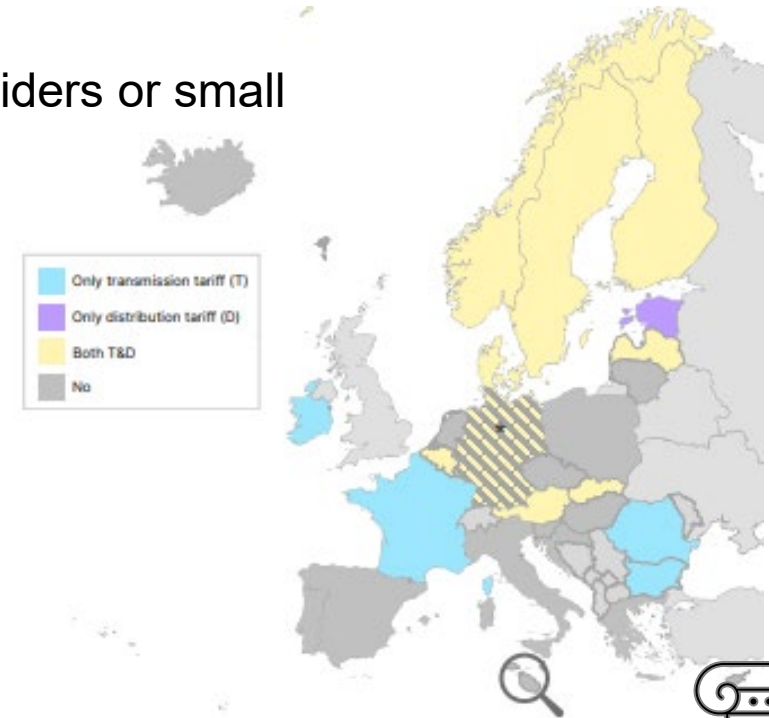 iders or small
Only transmission tariff (T)
Only distribution tariff (D)
Both T&D
No